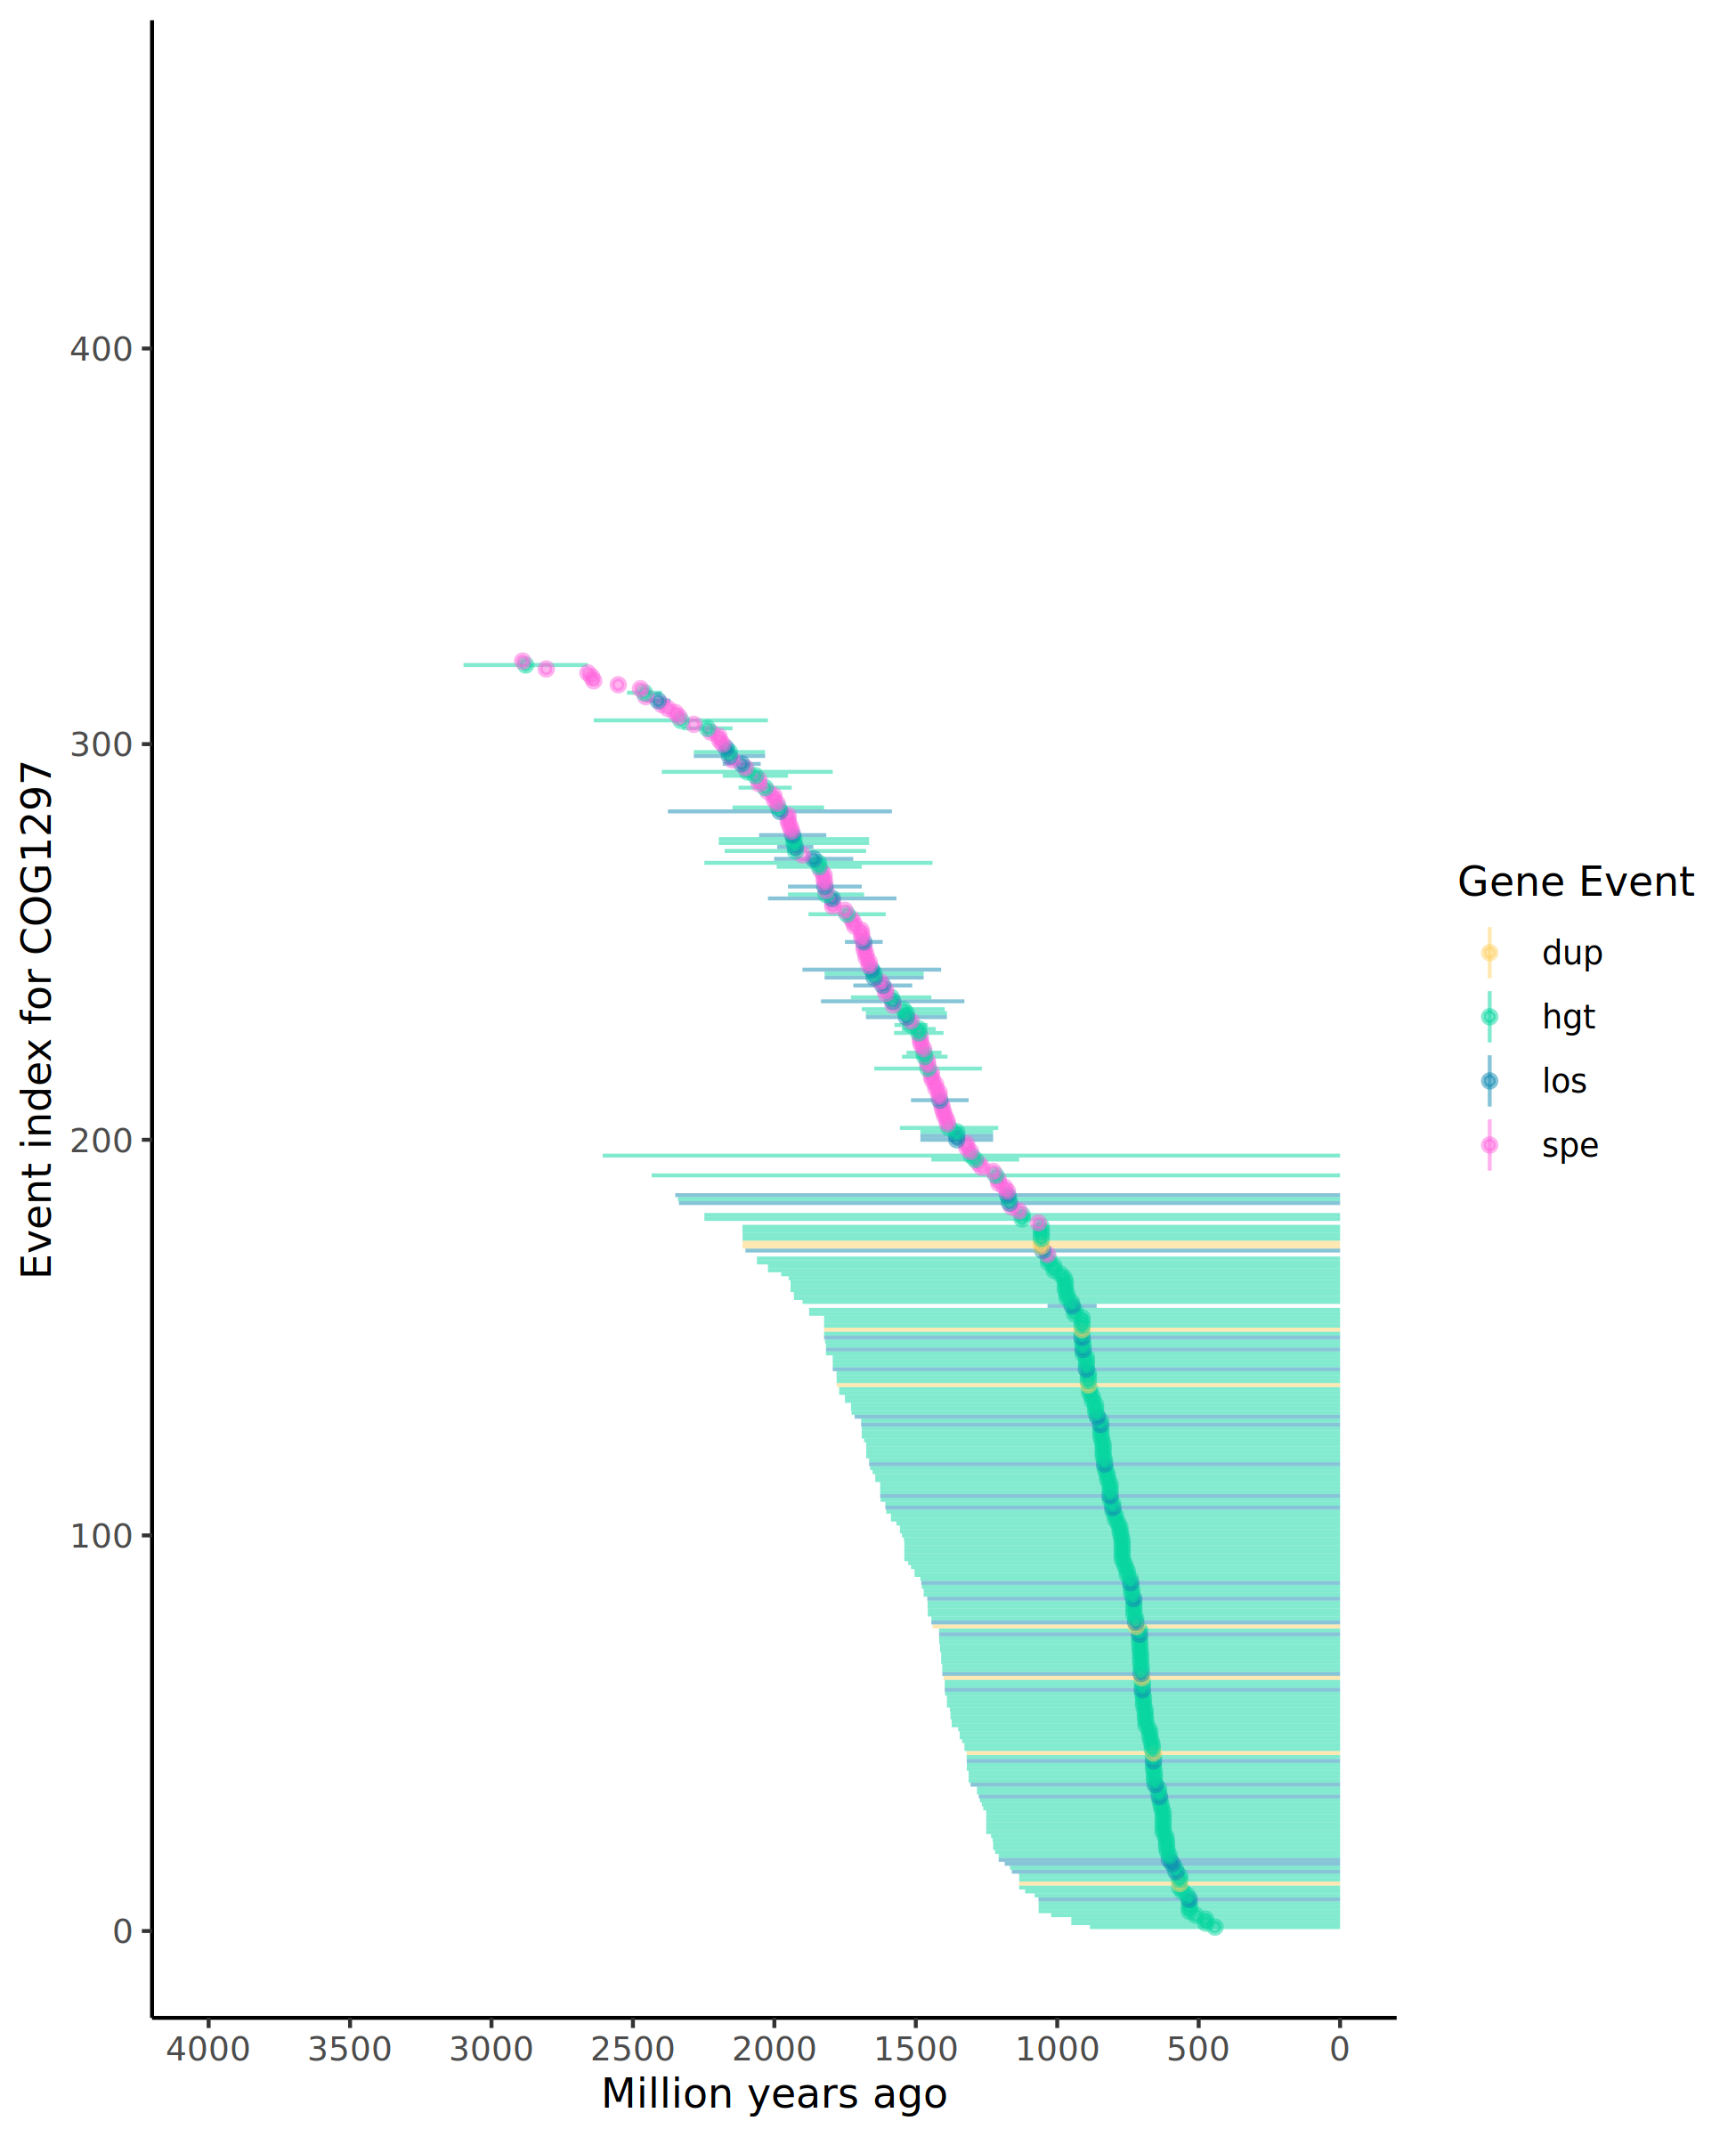 Event index for COG1297
400
300
200
100
0
4000 3500 3000 2500 2000 1500 1000 500 0
Million years ago
Gene Event
dup
hgt
los
spe